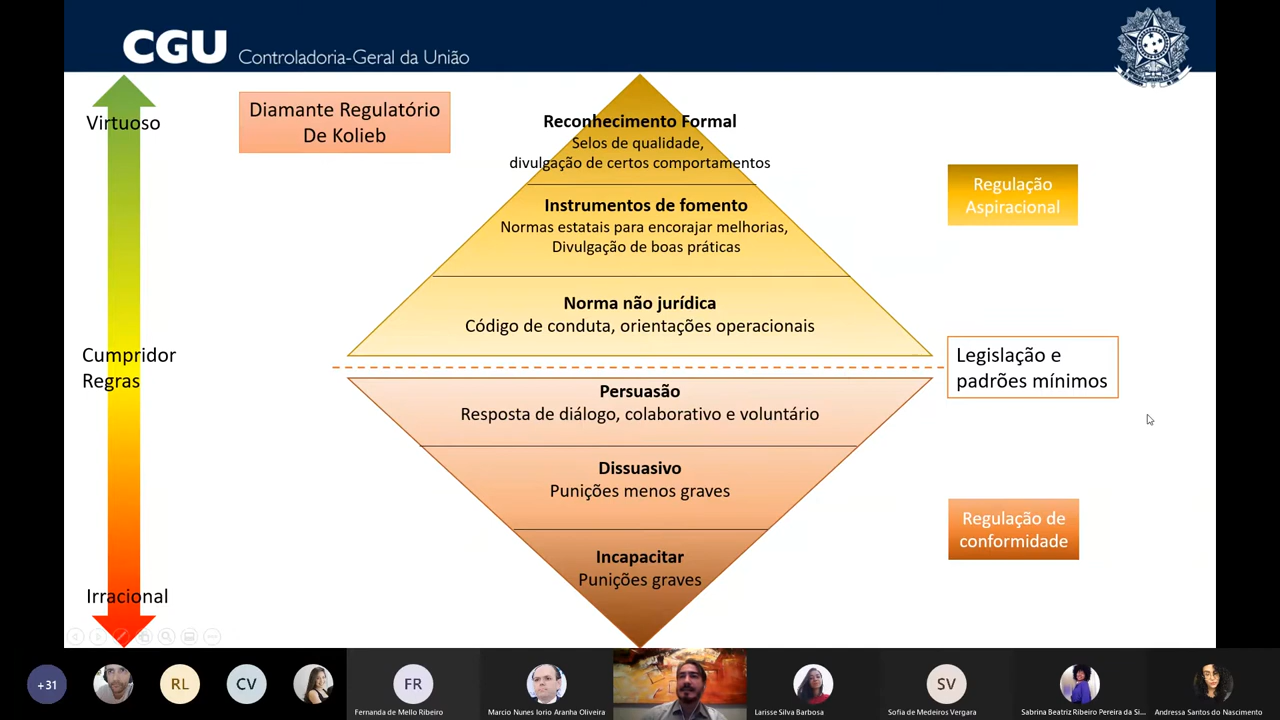 CGU Controladoria-Geral da União
Virtuoso
Diamante Regulatório
De Kolieb
Reconhecimento Formal
Selos de qualidade,
divulgação de certos comportamentos
Regulação
Aspiracional
Instrumentos de fomento
Normas estatais para encorajar melhorias,
Divulgação de boas práticas
Norma não jurídica
Código de conduta, orientações operacionais
Cumpridor
Regras
Legislação e
padrões mínimos
Persuasão
Resposta de diálogo, colaborativo e voluntário
Dissuasivo
Punições menos graves
Regulação de
conformidade
Incapacitar
Punições graves
Irracional
+31
RL
CV
FR
SV
Fernanda de Mello Ribeiro
Marcio Nunes Iorio Aranha Oliveira
Larisse Silva Barbosa
Sofia de Medeiros Vergara
Sabrina Beatriz Ribeiro Pereira da Si...
Andressa Santos do Nascimento